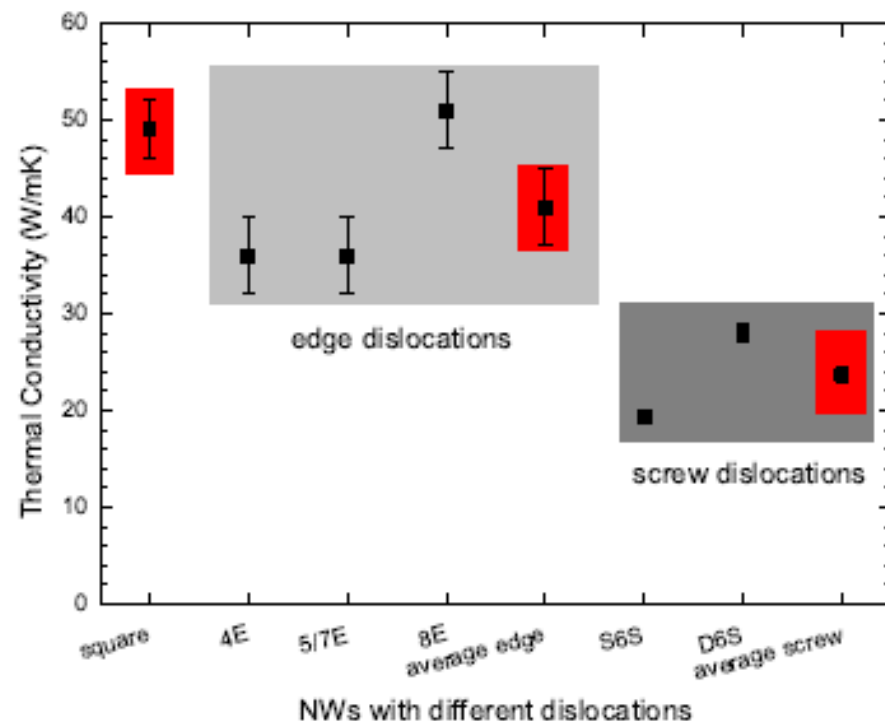 60
50
40
30
20
10
0
Thermal Conductivity (W/mK)
edge dislocations
screw dislocations
square
4E
5/7E
8E
average edge
S6S
D6S
average screw
NWs with different dislocations